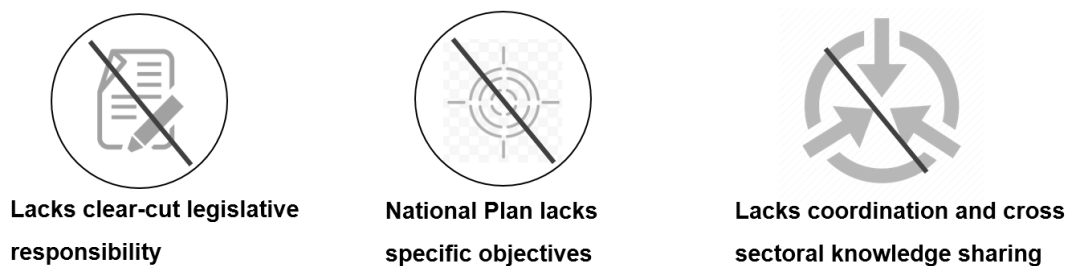 Lacks clear-cut legislative
responsibility
National Plan lacks
specific objectives
Lacks coordination and cross
sectoral knowledge sharing